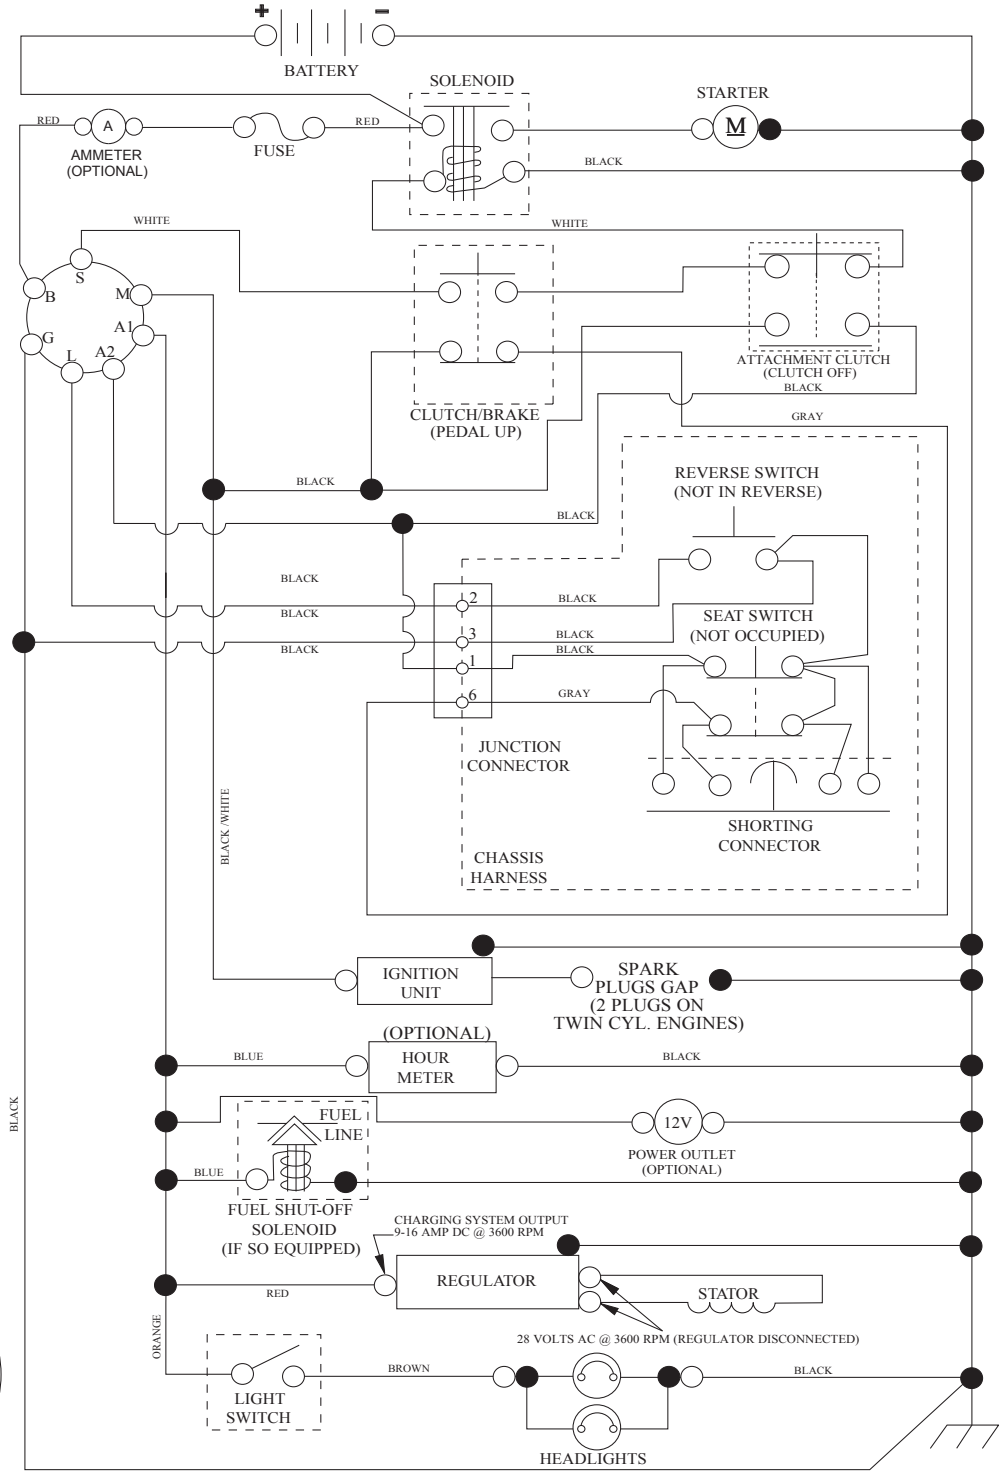 + −
BATTERY
SOLENOID
STARTER
RED
A
RED
M
AMMETER
(OPTIONAL)
FUSE
BLACK
WHITE
WHITE
S
B
M
A1
G
L
A2
ATTACHMENT CLUTCH
(CLUTCH OFF)
BLACK
CLUTCH/BRAKE
(PEDAL UP)
GRAY
REVERSE SWITCH
(NOT IN REVERSE)
BLACK
BLACK
BLACK
2
BLACK
BLACK
SEAT SWITCH
(NOT OCCUPIED)
3
BLACK
BLACK
BLACK
1
6
GRAY
JUNCTION
CONNECTOR
BLACK /WHITE
SHORTING
CONNECTOR
CHASSIS
HARNESS
IGNITION
UNIT
SPARK
PLUGS GAP
(2 PLUGS ON
TWIN CYL. ENGINES)
(OPTIONAL)
BLUE
HOUR
METER
BLACK
BLACK
FUEL
LINE
12V
POWER OUTLET
(OPTIONAL)
BLUE
FUEL SHUT-OFF
SOLENOID
(IF SO EQUIPPED)
CHARGING SYSTEM OUTPUT
9-16 AMP DC @ 3600 RPM
REGULATOR
STATOR
RED
28 VOLTS AC @ 3600 RPM (REGULATOR DISCONNECTED)
ORANGE
BROWN
BLACK
LIGHT
SWITCH
HEADLIGHTS